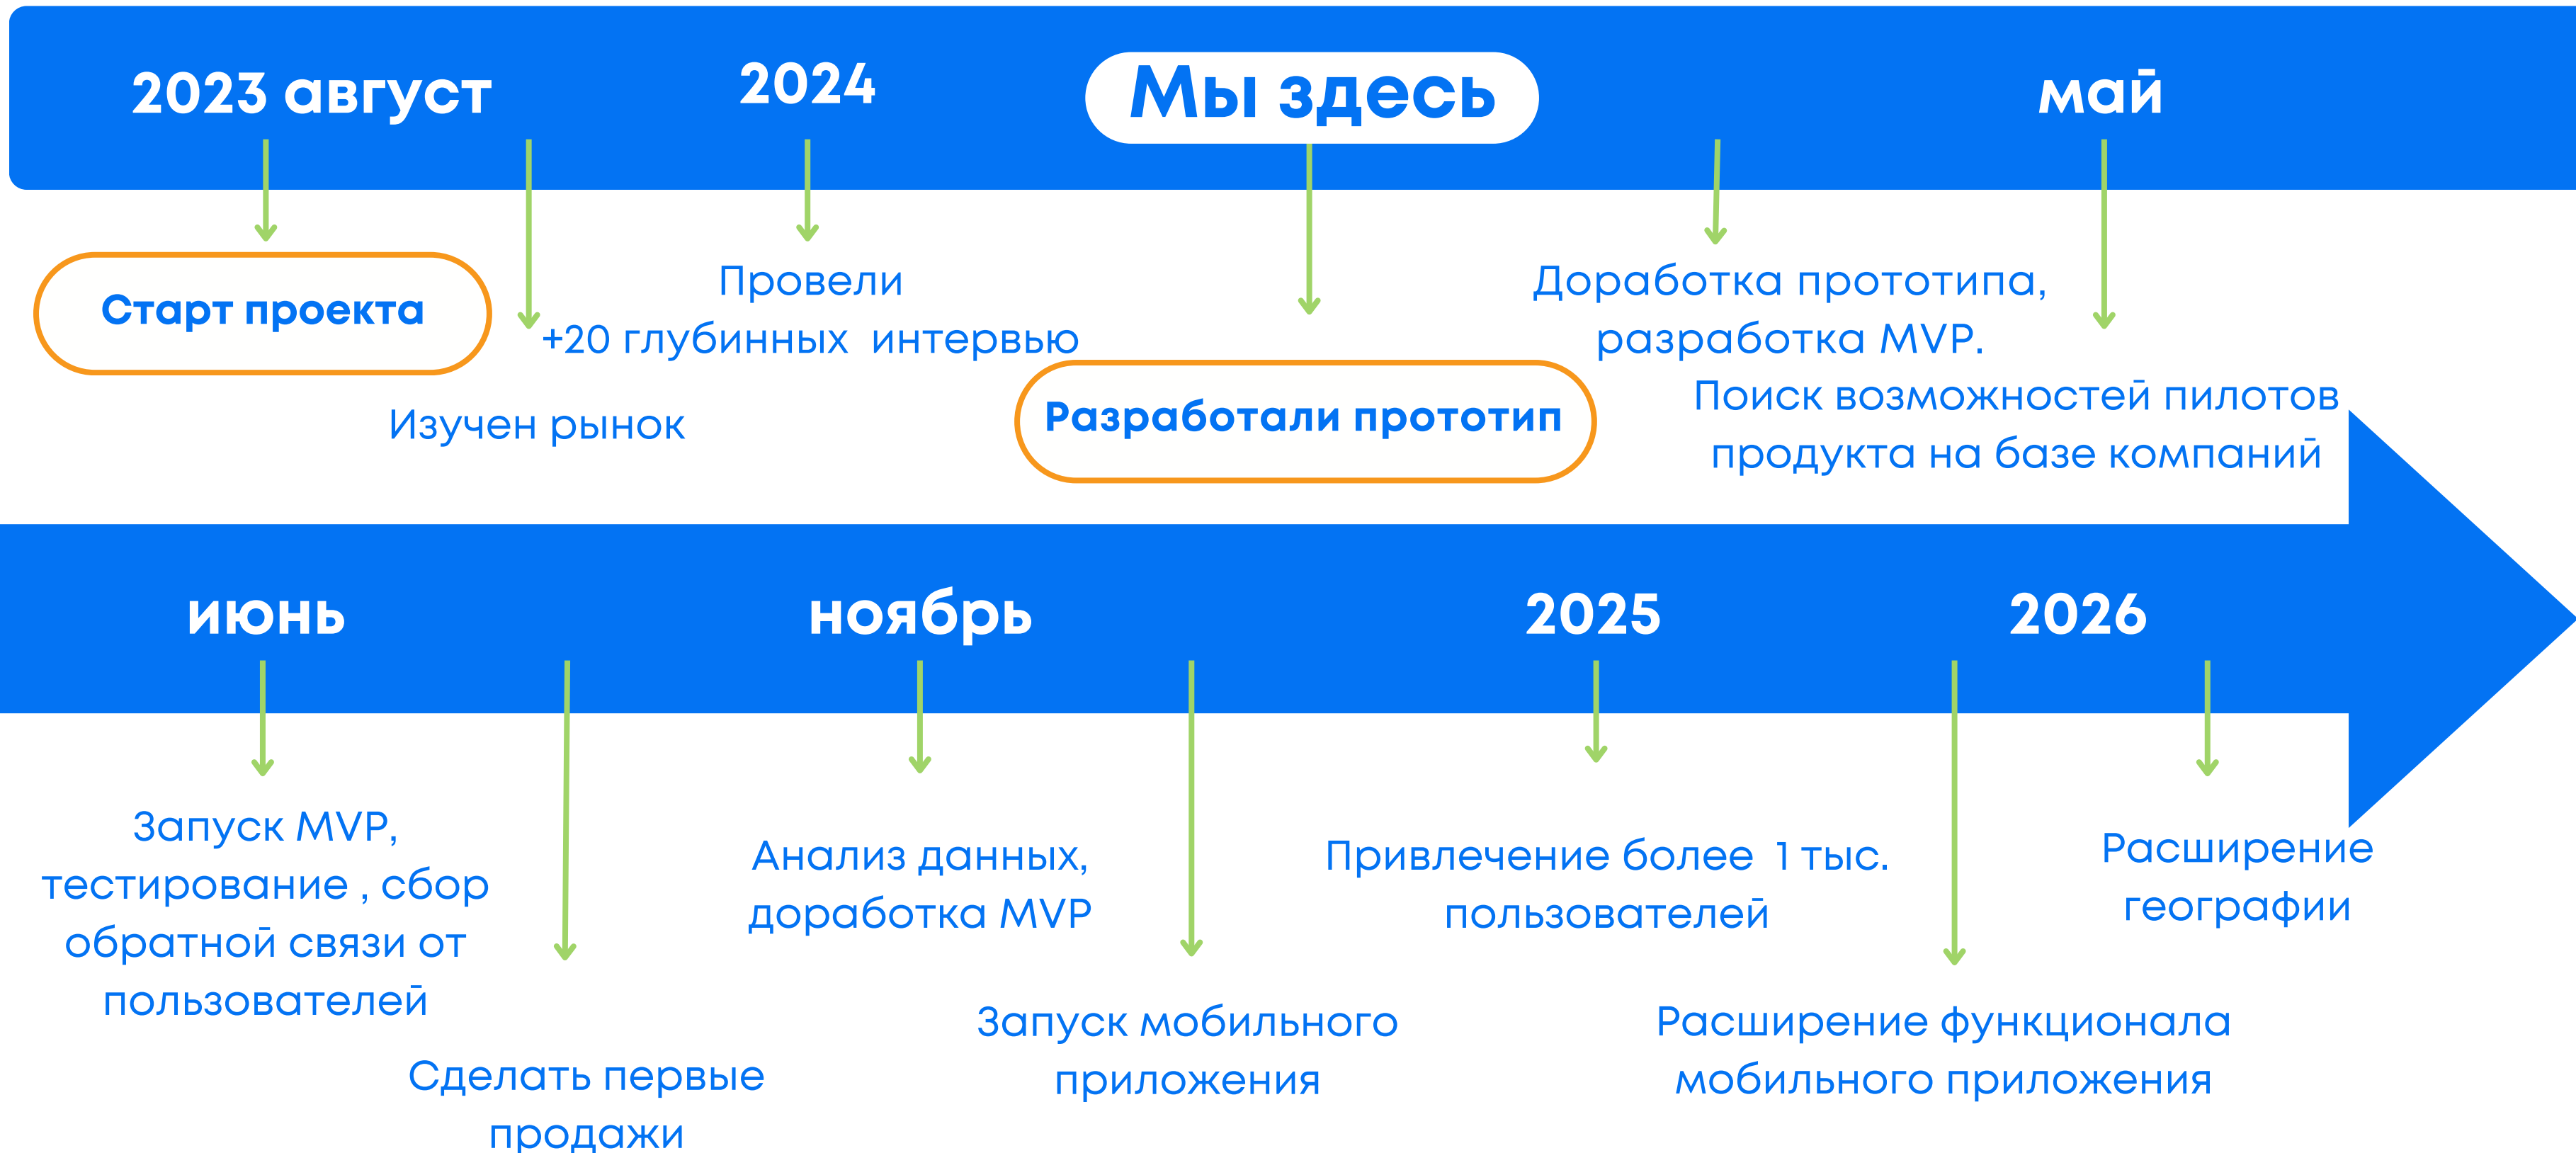 2023 август
2024
Мы здесь
май
Старт проекта
Изучен рынок
Провели
+20 глубинных интервью
Разработали прототип
Доработка прототипа,
разработка MVP.
Поиск возможностей пилотов
продукта на базе компаний
июнь
ноябрь
2025
2026
Запуск MVP,
тестирование , сбор
обратной связи от
пользователей
Сделать первые
продажи
Анализ данных,
доработка MVP
Запуск мобильного
приложения
Привлечение более 1 тыс.
пользователей
Расширение функционала
мобильного приложения
Расширение
географии